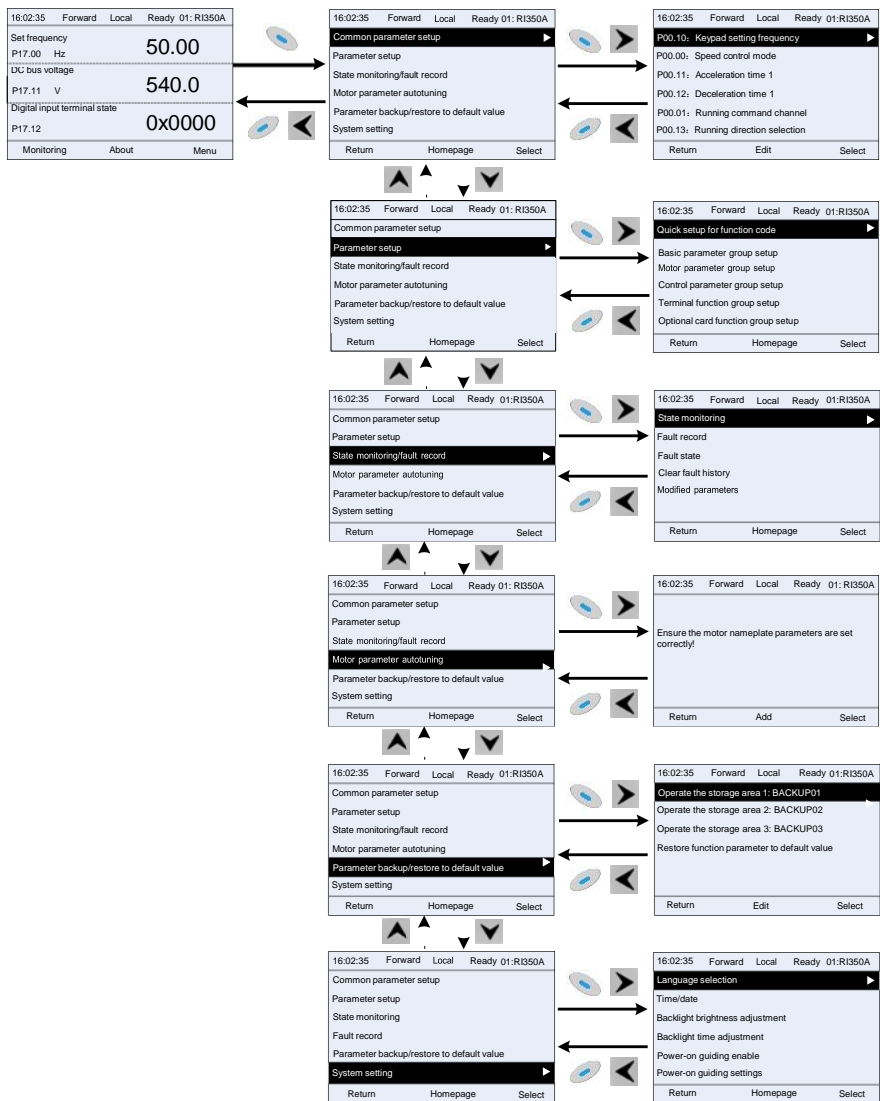 16:02:35 Forward Local Ready 01: RI350A
Set frequency
P17.00 Hz 50.00
DC bus voltage
P17.11 V 540.0
Digital input terminal state
P17.12 0x0000
Monitoring About Menu
16:02:35 Forward Local Ready 01: RI350A
Common parameter setup
Parameter setup
State monitoring/fault record
Motor parameter autotuning
Parameter backup/restore to default value
System setting
Return Homepage Select
16:02:35 Forward Local Ready 01: RI350A
P00.10: Keypad setting frequency
P00.00: Speed control mode
P00.11: Acceleration time 1
P00.12: Deceleration time 1
P00.01: Running command channel
P00.13: Running direction selection
Return Edit Select
16:02:35 Forward Local Ready 01: RI350A
Common parameter setup
Parameter setup
State monitoring/fault record
Motor parameter autotuning
Parameter backup/restore to default value
System setting
Return Homepage Select
16:02:35 Forward Local Ready 01: RI350A
Quick setup for function code
Basic parameter group setup
Motor parameter group setup
Control parameter group setup
Terminal function group setup
Optional card function group setup
Return Homepage Select
16:02:35 Forward Local Ready 01:RI350A
Common parameter setup
Parameter setup
State monitoring/fault record
Motor parameter autotuning
Parameter backup/restore to default value
System setting
Return Homepage Select
16:02:35 Forward Local Ready 01:RI350A
State monitoring
Fault record
Fault state
Clear fault history
Modified parameters
Return Homepage Select
16:02:35 Forward Local Ready 01: RI350A
Common parameter setup
Parameter setup
State monitoring/fault record
Motor parameter autotuning
Parameter backup/restore to default value
System setting
Return Homepage Select
16:02:35 Forward Local Ready 01: RI350A
Ensure the motor nameplate parameters are set
correctly!
Return Add Select
16:02:35 Forward Local Ready 01:RI350A
Common parameter setup
Parameter setup
State monitoring/fault record
Motor parameter autotuning
Parameter backup/restore to default value
System setting
Return Homepage Select
16:02:35 Forward Local Ready 01:RI350A
Operate the storage area 1: BACKUP01
Operate the storage area 2: BACKUP02
Operate the storage area 3: BACKUP03
Restore function parameter to default value
Return Edit Select
16:02:35 Forward Local Ready 01:RI350A
Common parameter setup
Parameter setup
State monitoring
Fault record
Parameter backup/restore to default value
System setting
Return Homepage Select
16:02:35 Forward Local Ready 01:RI350A
Language selection
Time/date
Backlight brightness adjustment
Backlight time adjustment
Power-on guiding enable
Power-on guiding settings
Return Homepage Select